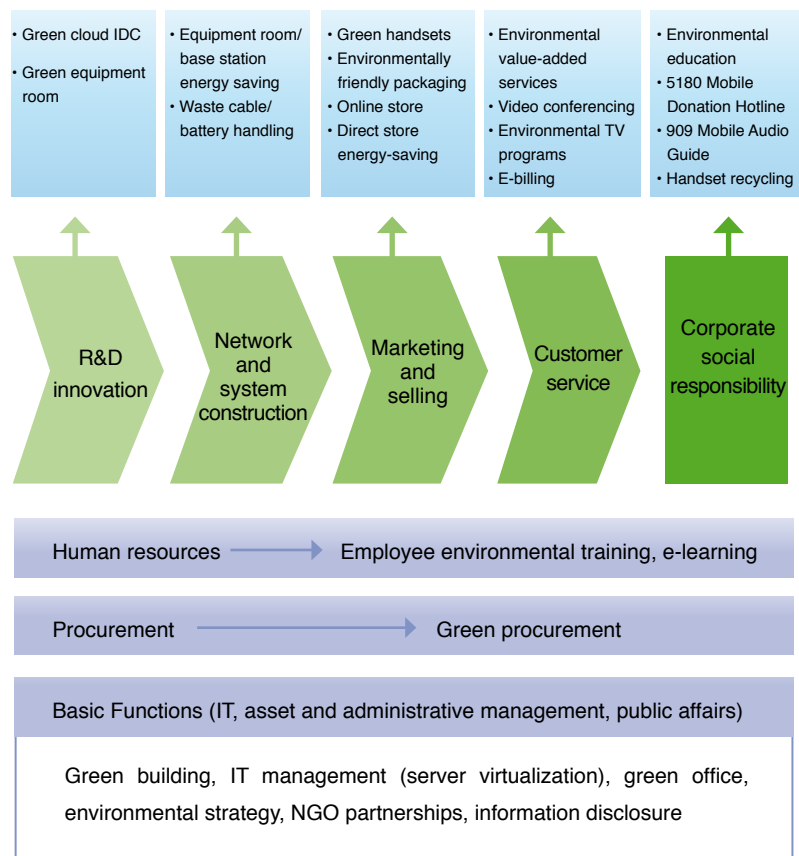 • Green cloud IDC
• Green equipment
room
• Equipment room/
base station
energy saving
• Waste cable/
battery handling
• Green handsets
• Environmentally
friendly packaging
• Online store
• Direct store
energy-saving
• Environmental
value-added
services
• Video conferencing
• Environmental TV
programs
• E-billing
• Environmental
education
• 5180 Mobile
Donation Hotline
• 909 Mobile Audio
Guide
• Handset recycling
R&D
innovation
Network
and
system
construction
Marketing
and
selling
Customer
service
Corporate
social
responsibility
Human resources
Employee environmental training, e-learning
Procurement
Green procurement
Basic Functions (IT, asset and administrative management, public affairs)
Green building, IT management (server virtualization), green office,
environmental strategy, NGO partnerships, information disclosure